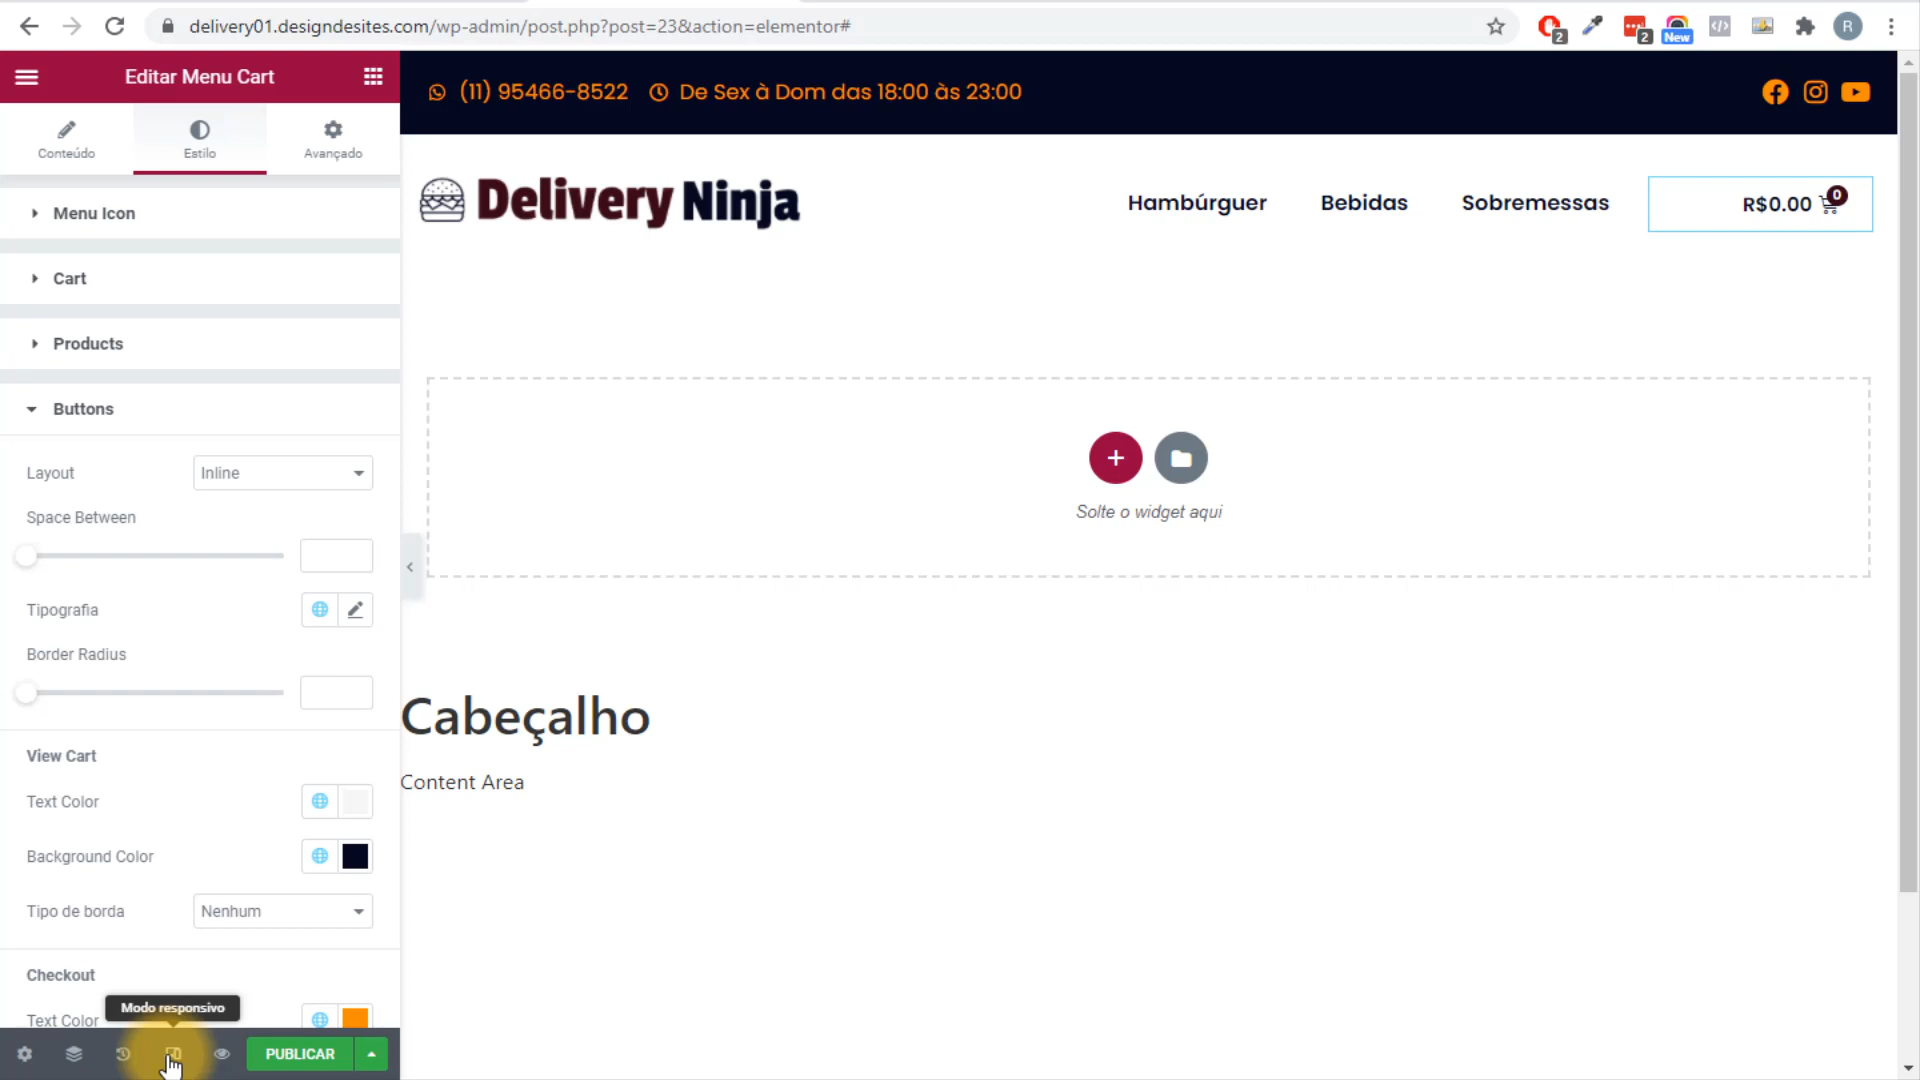 delivery01.designdesites.com/wp-admin/post.php?post=23&action=elementor#
2
2
New
R
Editar Menu Cart
Conteúdo
Estilo
Avançado
Menu Icon
Cart
Products
Buttons
Layout
Inline
Space Between
Tipografia
Border Radius
View Cart
Text Color
Background Color
Tipo de borda
Nenhum
Checkout
Modo responsivo
Text Color
PUBLICAR
(11) 95466-8522
De Sex à Dom das 18:00 às 23:00
Delivery Ninja
Hambúrguer
Bebidas
Sobremessas
R$0.00
0
Solte o widget aqui
Cabeçalho
Content Area